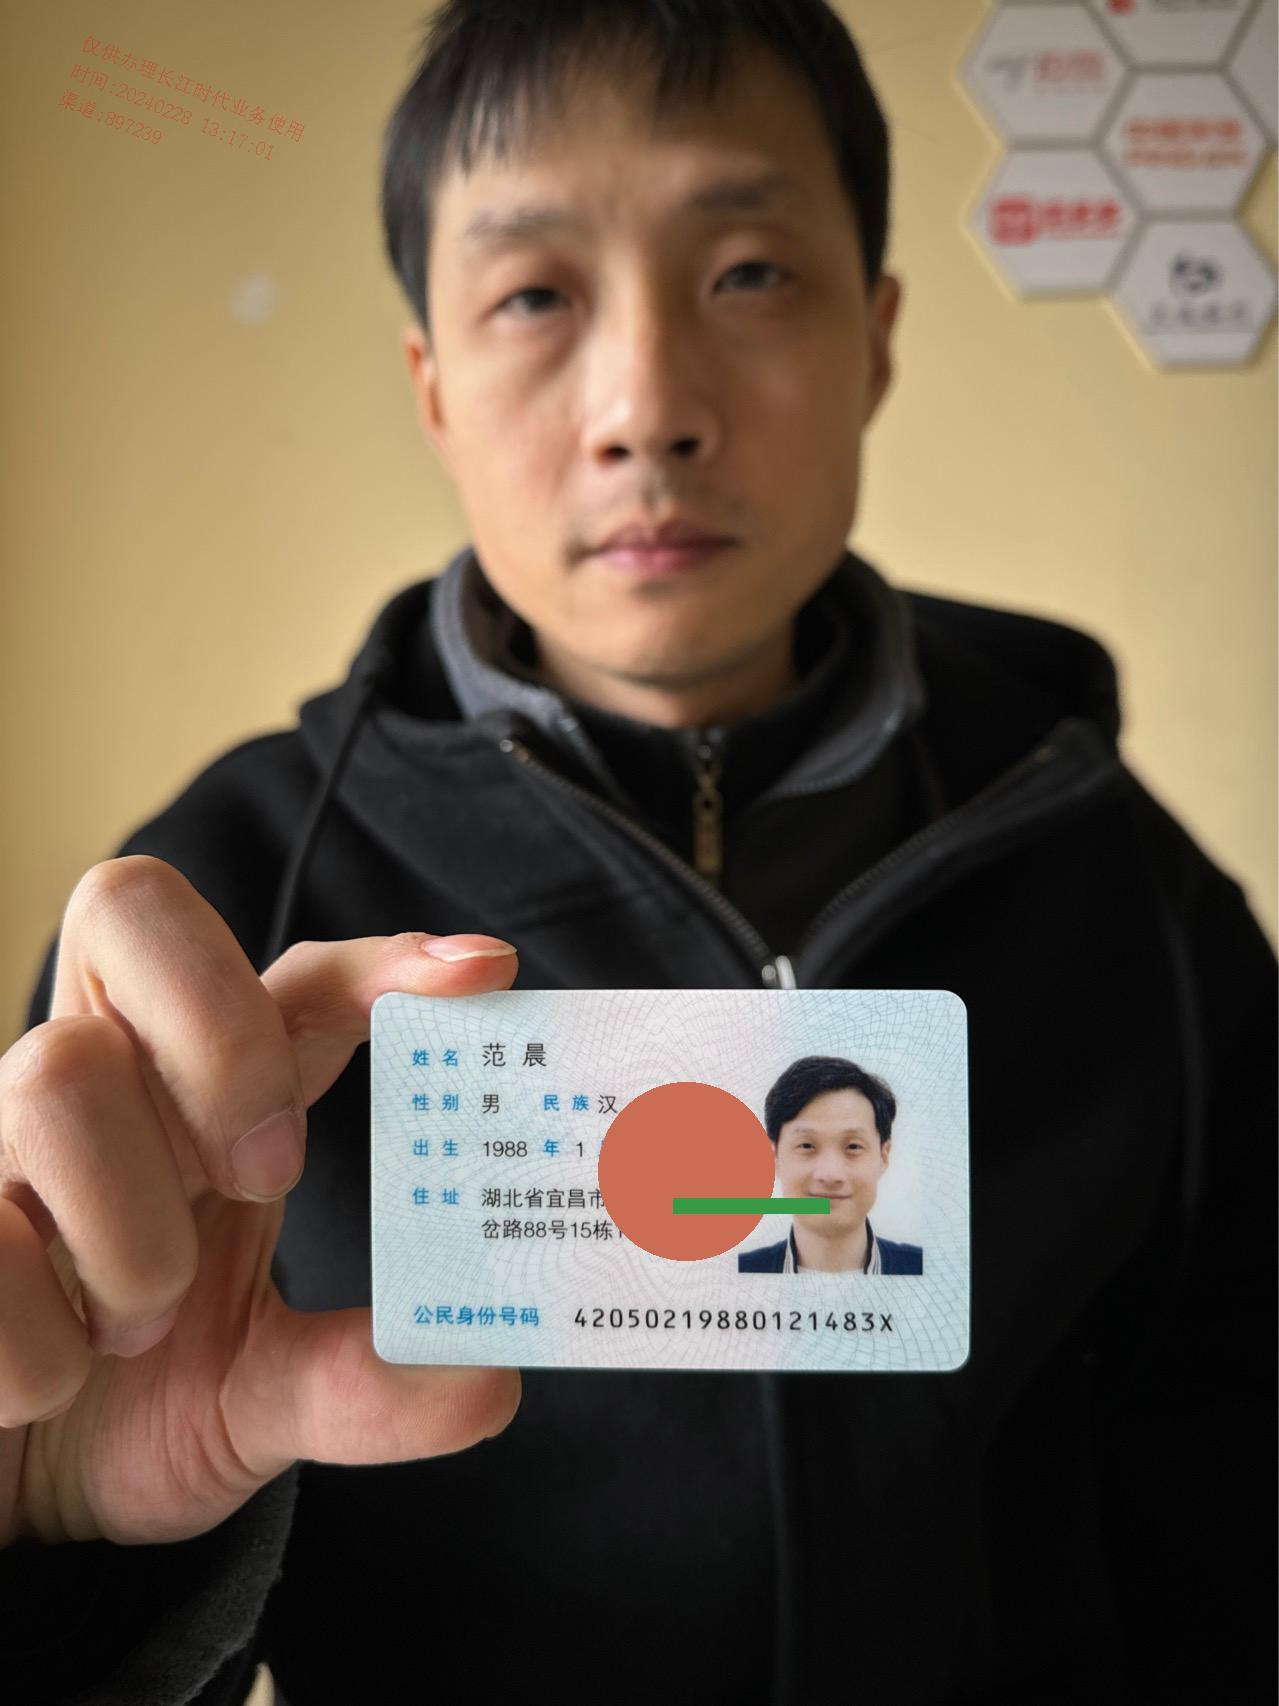 仅供办理长江时代业务使用
时间:20240228 13:17:01
渠道:897239
姓名 范晨
性别 男 民族 汉
出生 1988 年 1
住址 湖北省宜昌市
岔路88号15栋
公民身份号码 42050219880121483X